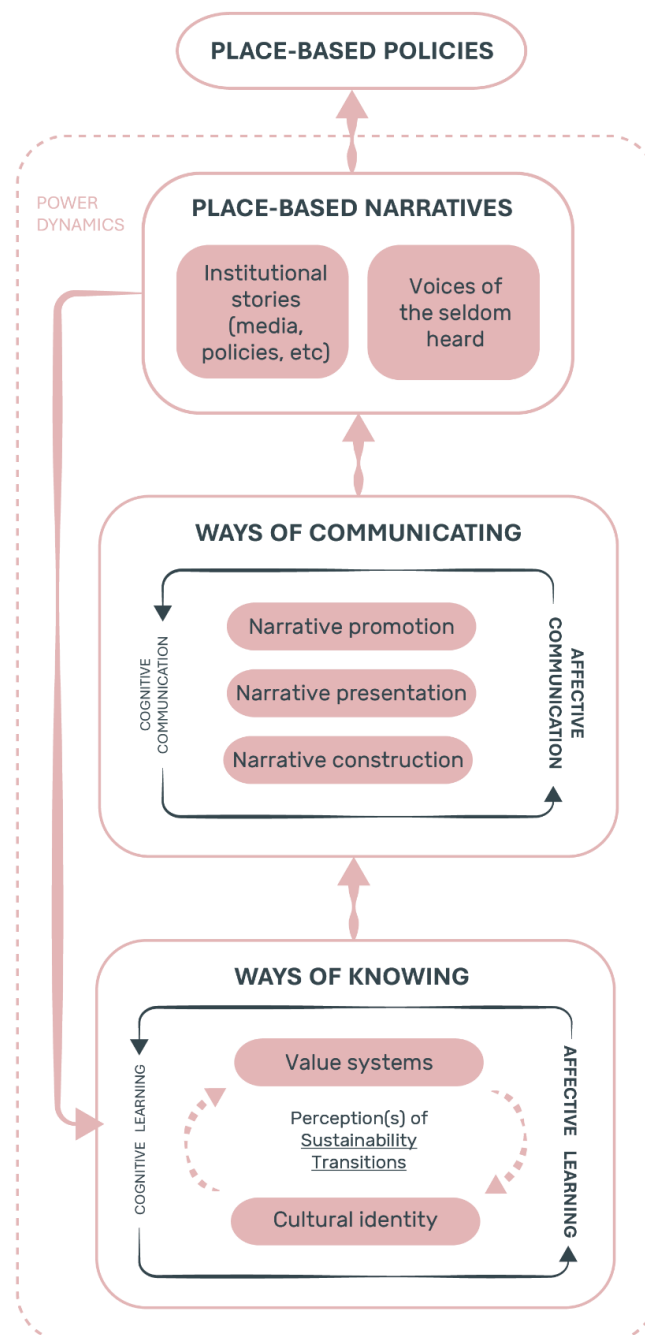 PLACE-BASED POLICIES
POWER
DYNAMICS
PLACE-BASED NARRATIVES
Institutional
stories
(media,
policies, etc)
Voices of
the seldom
heard
WAYS OF COMMUNICATING
COGNITIVE
COMMUNICATION
Narrative promotion
Narrative presentation
Narrative construction
AFFECTIVE
COMMUNICATION
WAYS OF KNOWING
COGNITIVE LEARNING
Value systems
Perception(s) of
Sustainability
Transitions
Cultural identity
AFFECTIVE LEARNING